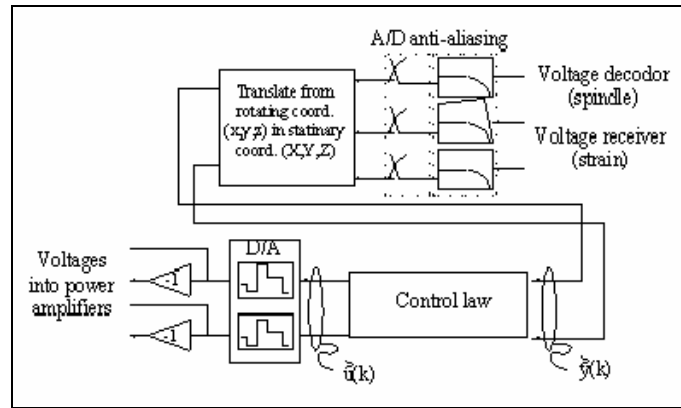 A/D anti-aliasing
Translate from
rotating coord.
(x,y,z) in statinary
coord. (X,Y,Z)
Voltage decodor
(spindle)
Voltage receiver
(strain)
Voltages
into power
amplifiers
-1
-1
D/A
Control law
ũ(k)
ỹ(k)